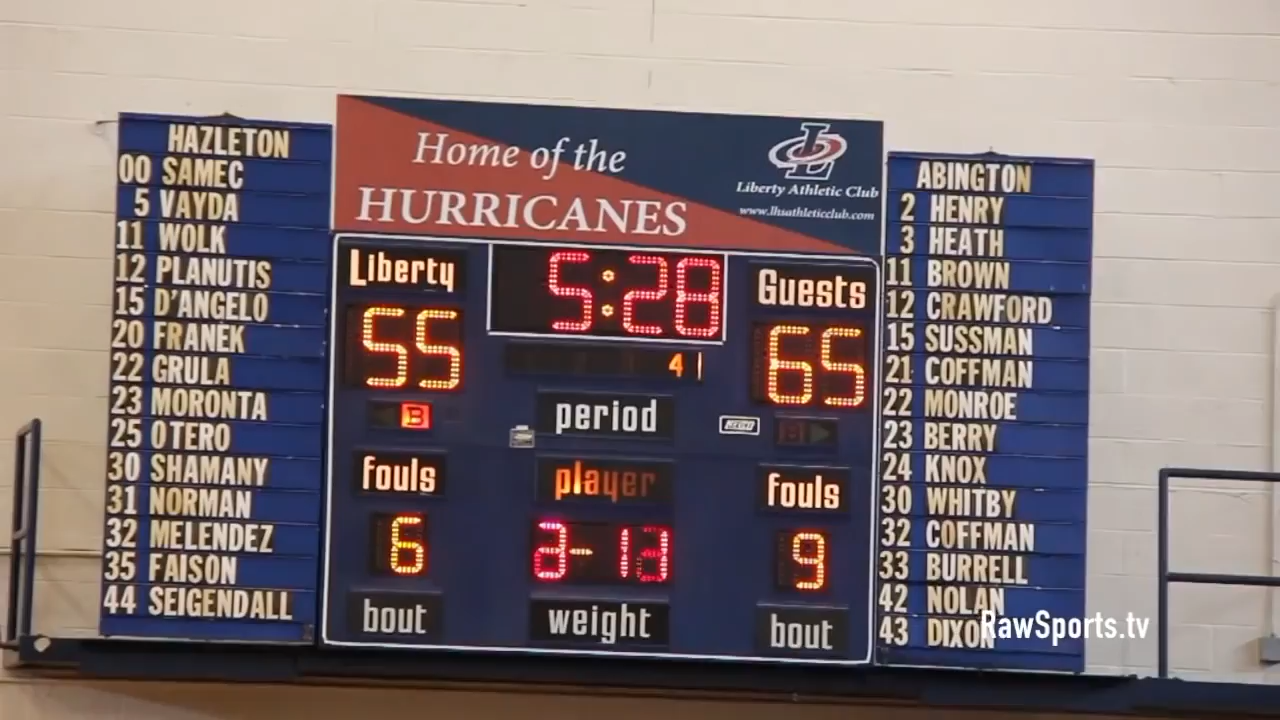 HAZLETON
00 SAMEC
5 VAYDA
11 WOLK
12 PLANUTIS
15 D'ANGELO
20 FRANEK
22 GRULA
23 MORONTA
25 OTERO
30 SHAMANY
31 NORMAN
32 MELENDEZ
35 FAISON
44 SEIGENDALL
Home of the
HURRICANES
L
Liberty Athletic Club
www.lhsathleticclub.com
Liberty
5:28
Guests
55
65
4
B
period
B
fouls
player
fouls
6
9
bout
weight
bout
ABINGTON
2 HENRY
3 HEATH
11 BROWN
12 CRAWFORD
15 SUSSMAN
21 COFFMAN
22 MONROE
23 BERRY
24 KNOX
30 WHITBY
32 COFFMAN
33 BURRELL
42 NOLAN
43 DIXON
RawSports.tv